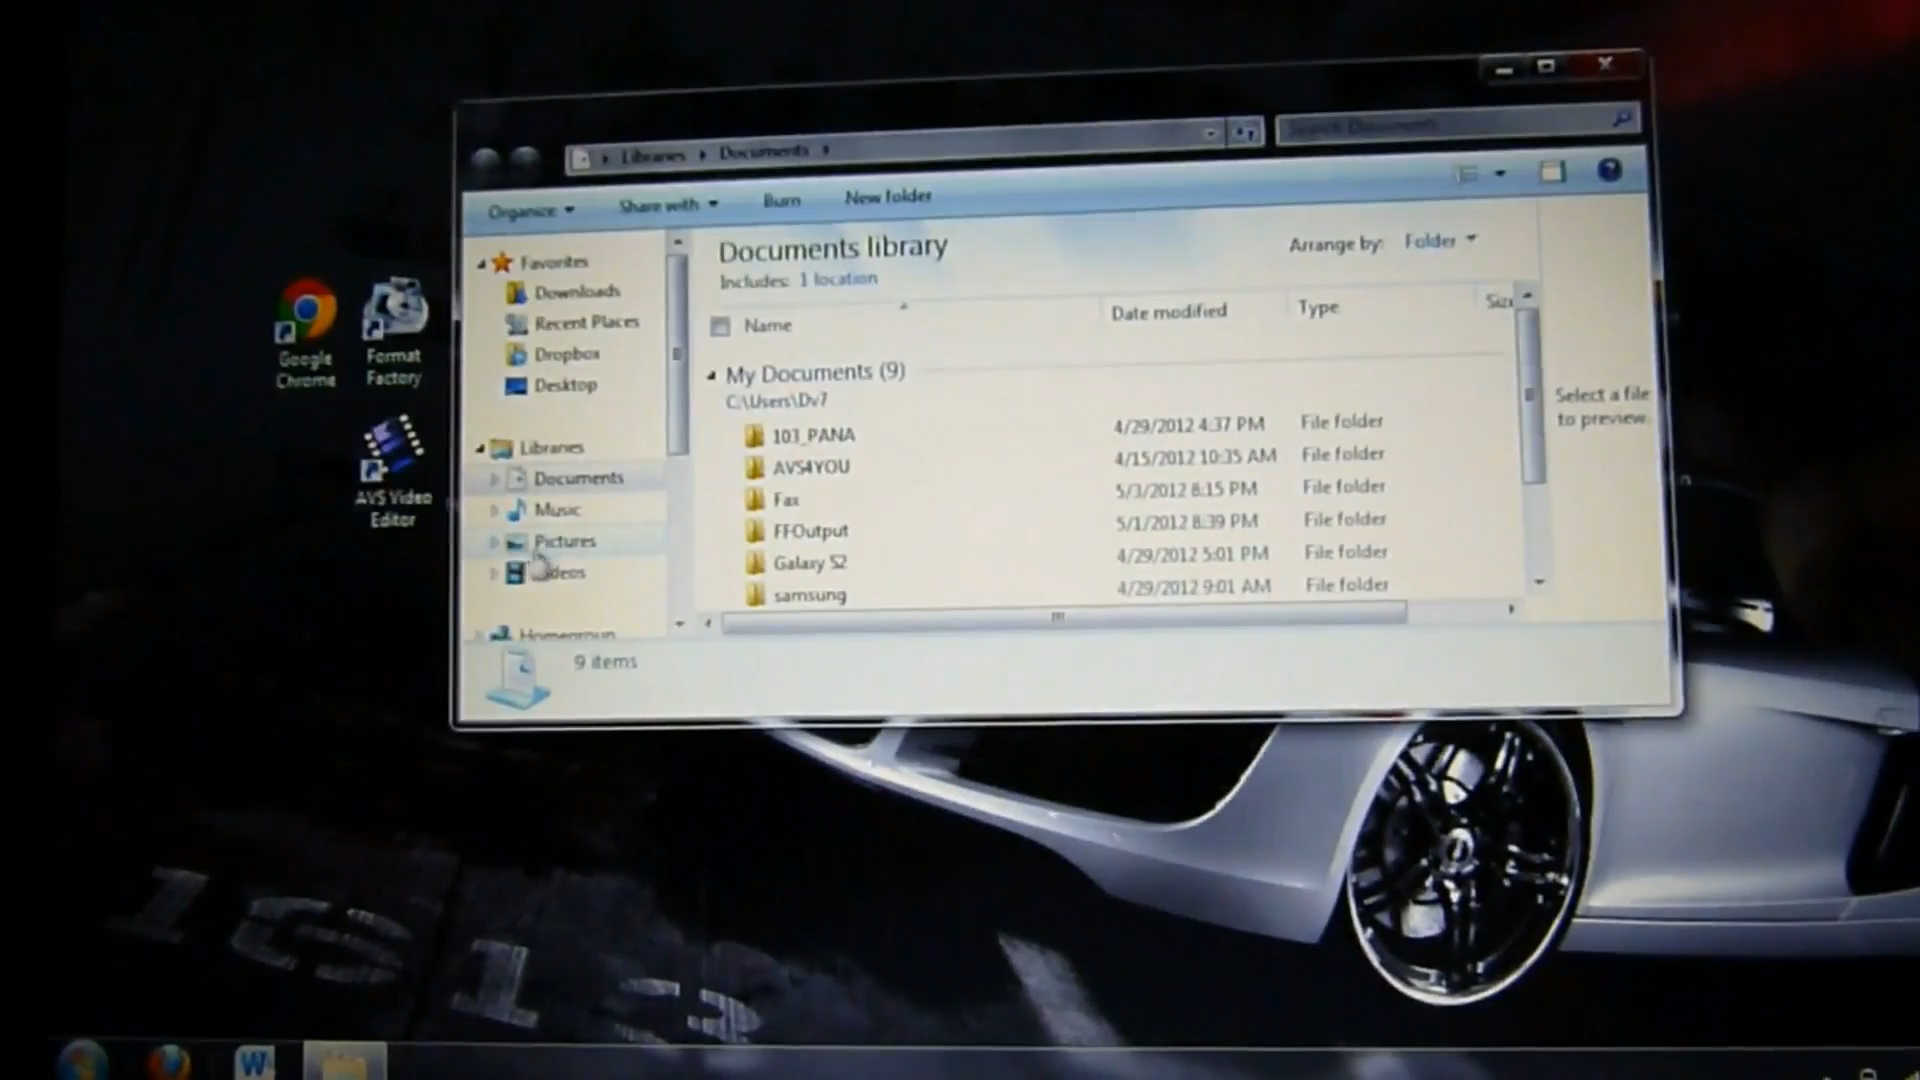 Libraries Documents
Search Documents
Organize Share with Burn New folder
Favorites
Downloads
Recent Places
Dropbox
Desktop
Libraries
Documents
Music
Pictures
Homegroup
Documents library
Includes: 1 location
Arrange by: Folder
Name Date modified Type
My Documents (9)
C:\Users\Dv7
103_PANA 4/29/2012 4:37 PM File folder
AVS4YOU 4/15/2012 10:35 AM File folder
Fax 5/3/2012 8:15 PM File folder
FFOutput 5/1/2012 8:39 PM File folder
Galaxy S2 4/29/2012 5:01 PM File folder
samsung 4/29/2012 9:01 AM File folder
Select a file
to preview.
9 items
Google
Chrome
Format
Factory
AVS Video
Editor
W